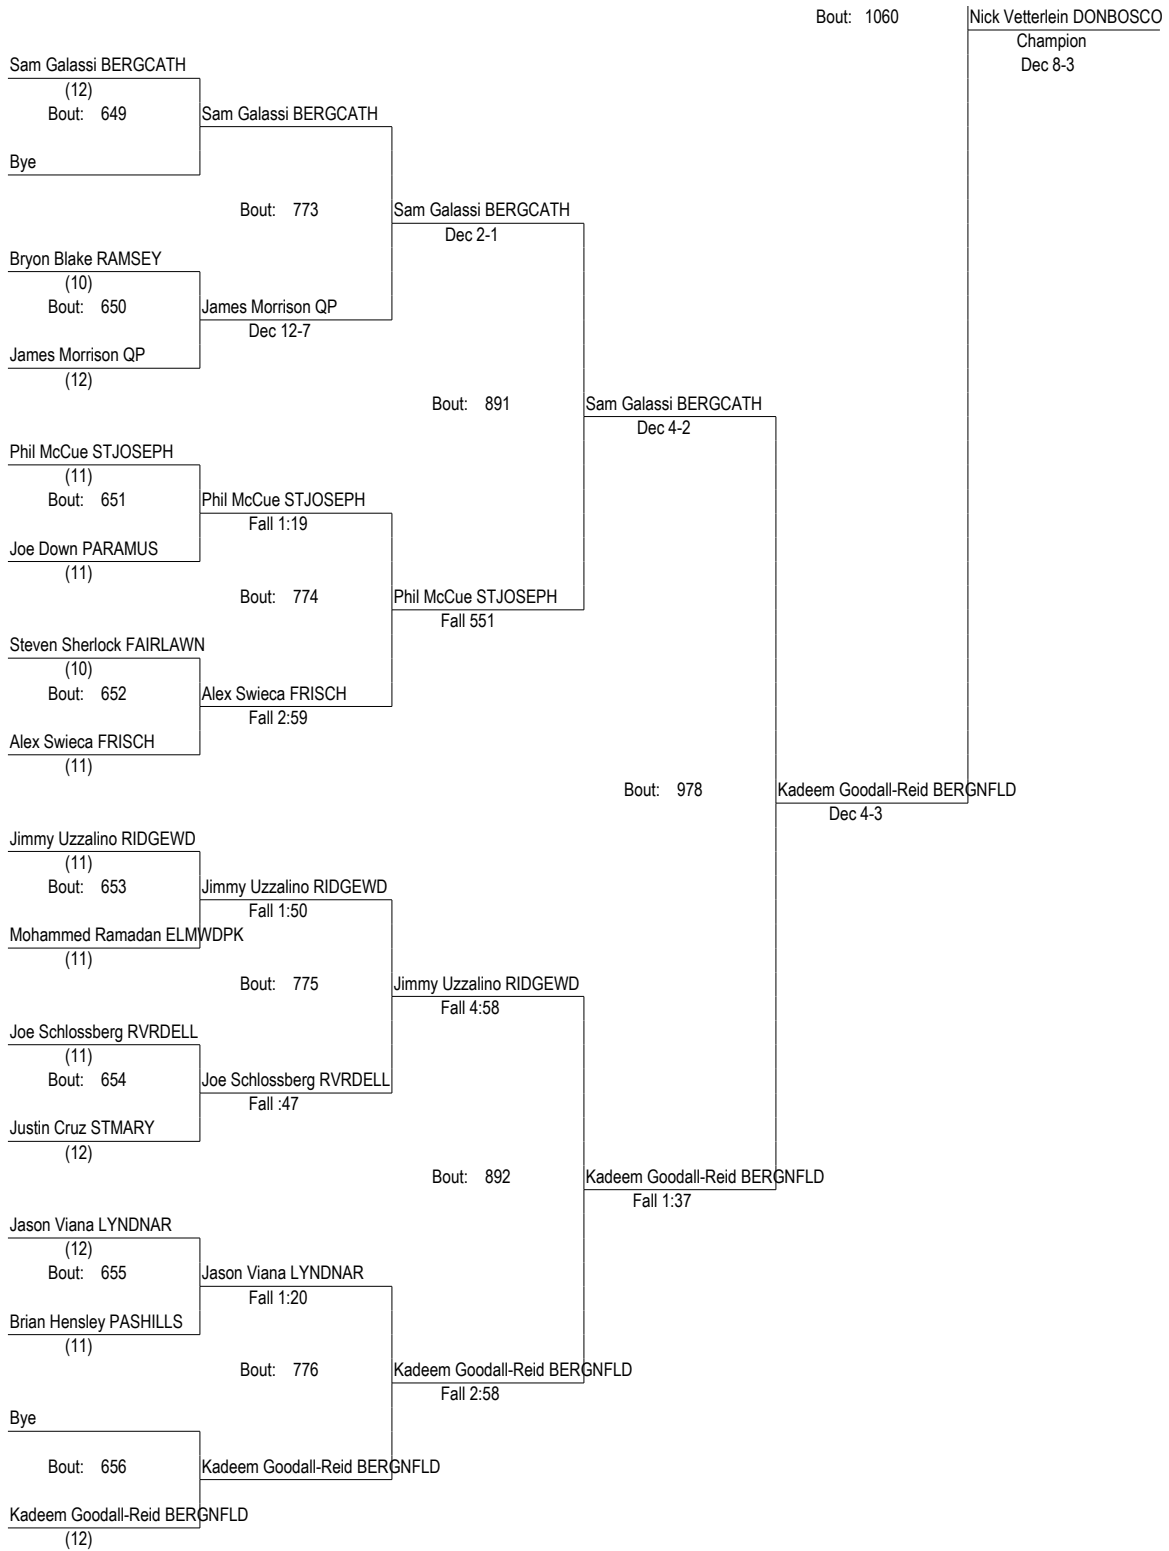 Bout: 1060
Nick Vetterlein DONBOSCO
Champion
Dec 8-3
Sam Galassi BERGCATH
(12)
Bout: 649
Sam Galassi BERGCATH
Bye
Bout: 773
Sam Galassi BERGCATH
Dec 2-1
Bryon Blake RAMSEY
(10)
Bout: 650
James Morrison QP
Dec 12-7
James Morrison QP
(12)
Bout: 891
Sam Galassi BERGCATH
Dec 4-2
Phil McCue STJOSEPH
(11)
Bout: 651
Phil McCue STJOSEPH
Fall 1:19
Joe Down PARAMUS
(11)
Bout: 774
Phil McCue STJOSEPH
Fall 551
Steven Sherlock FAIRLAWN
(10)
Bout: 652
Alex Swieca FRISCH
Fall 2:59
Alex Swieca FRISCH
(11)
Bout: 978
Kadeem Goodall-Reid BERGNFLD
Dec 4-3
Jimmy Uzzalino RIDGEWD
(11)
Bout: 653
Jimmy Uzzalino RIDGEWD
Fall 1:50
Mohammed Ramadan ELMWDPK
(11)
Bout: 775
Jimmy Uzzalino RIDGEWD
Fall 4:58
Joe Schlossberg RVRDELL
(11)
Bout: 654
Joe Schlossberg RVRDELL
Fall :47
Justin Cruz STMARY
(12)
Bout: 892
Kadeem Goodall-Reid BERGNFLD
Fall 1:37
Jason Viana LYNDNAR
(12)
Bout: 655
Jason Viana LYNDNAR
Fall 1:20
Brian Hensley PASHILLS
(11)
Bout: 776
Kadeem Goodall-Reid BERGNFLD
Fall 2:58
Bye
Bout: 656
Kadeem Goodall-Reid BERGNFLD
Kadeem Goodall-Reid BERGNFLD
(12)